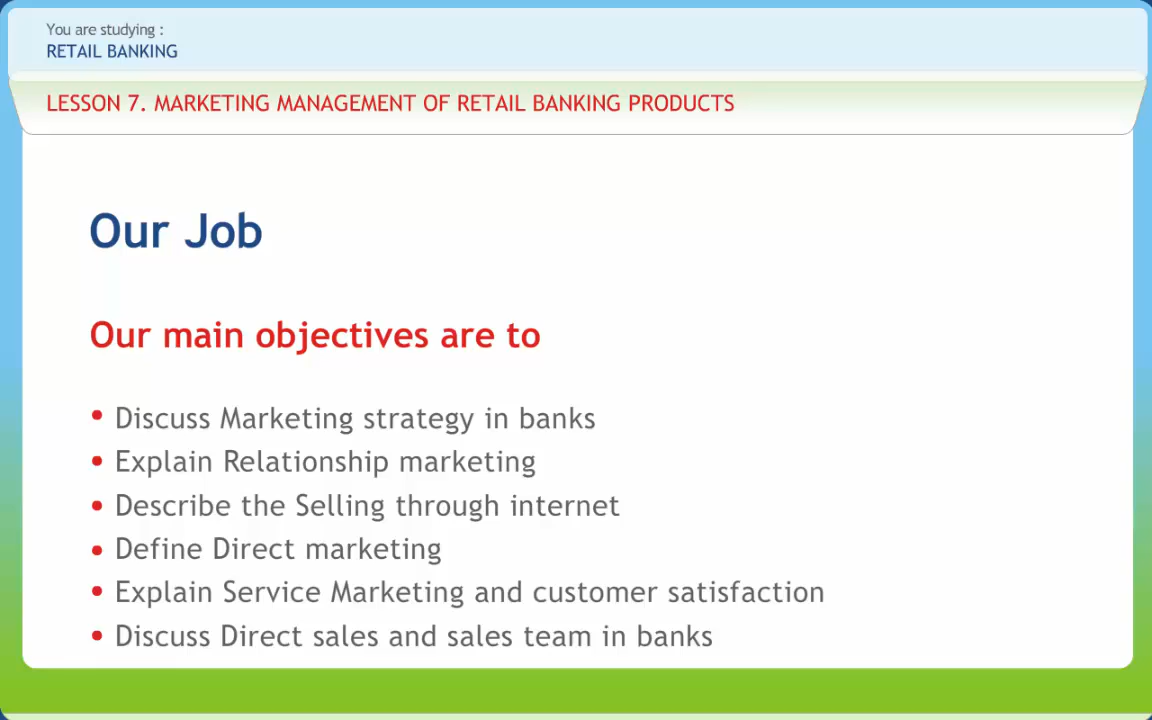 You are studying :
RETAIL BANKING
LESSON 7. MARKETING MANAGEMENT OF RETAIL BANKING PRODUCTS
Our Job
Our main objectives are to
• Discuss Marketing strategy in banks
• Explain Relationship marketing
• Describe the Selling through internet
• Define Direct marketing
• Explain Service Marketing and customer satisfaction
• Discuss Direct sales and sales team in banks